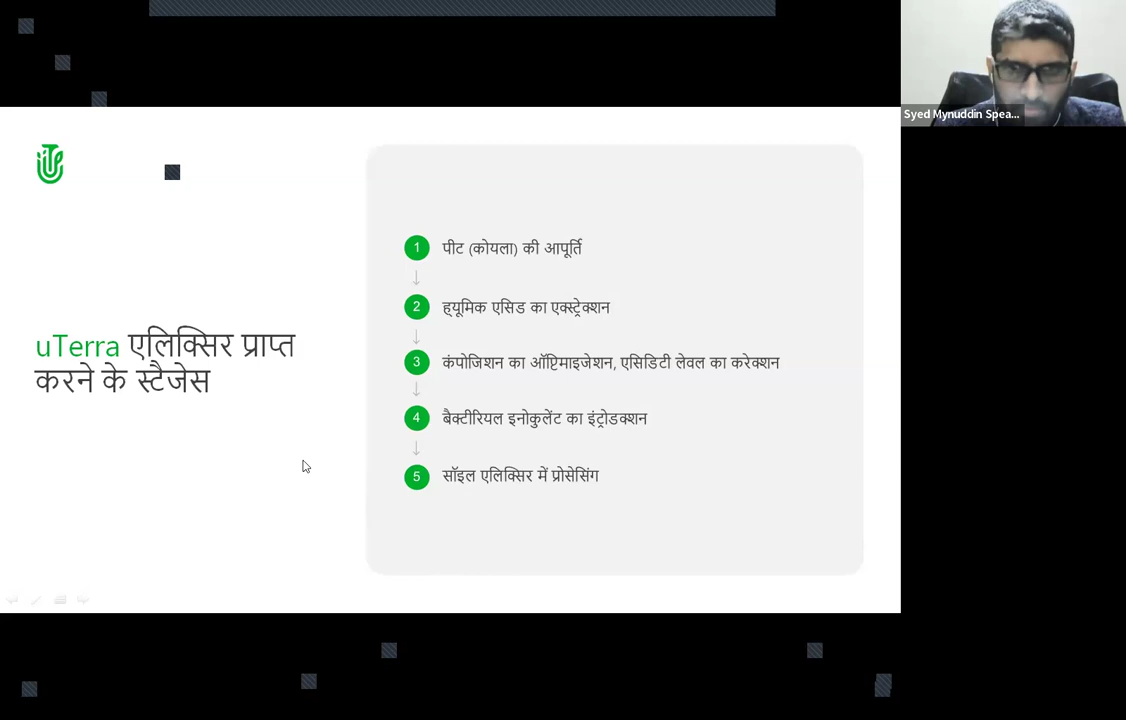 Syed Mynuddin Spea...
uTerra एलिक्सिर प्राप्त
करने के स्टैजेस
1 पीट (कोयला) की आपूर्ति
2 ह्यूमिक एसिड का एक्स्ट्रेक्शन
3 कंपोजिशन का ऑप्टिमाइजेशन, एसिडिटी लेवल का करेक्शन
4 बैक्टीरियल इनोकुलेंट का इंट्रोडक्शन
5 सॉइल एलिक्सिर में प्रोसेसिंग